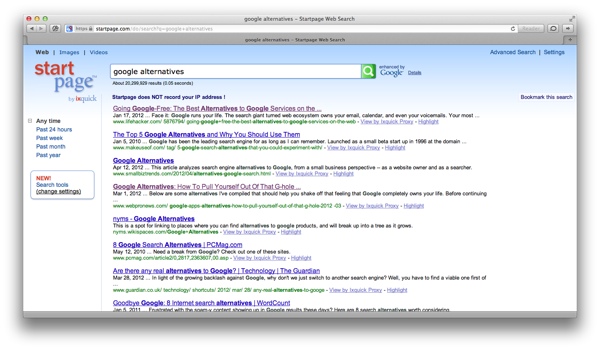 google alternatives – Startpage Web Search
startpage.com/do/search?q=google+alternatives
Reader
google alternatives – Startpage Web Search
Web | Images | Videos
Advanced Search | Settings
start
page
by ixquick
google alternatives
enhanced by
Google
Details
About 20,299,829 results (0.05 seconds)
Startpage does NOT record your IP address !
Bookmark this search
Any time
Past 24 hours
Past week
Past month
Past year
NEW!
Search tools
(change settings)
Going Google-Free: The Best Alternatives to Google Services on the ...
Jan 17, 2012 ... Face it: Google runs your life. The search giant turned web ecosystem owns your email, calendar, and even your voicemails. Your most ...
www.lifehacker.com/ 5876794/ going-google-free-the-best-alternatives-to-google-services-on-the-web - View by Ixquick Proxy - Highlight
The Top 5 Google Alternatives and Why You Should Use Them
Jan 5, 2010 ... Google has been the leading search engine for as long as I can remember. Launched as a small beta start up in 1996 at the domain ...
- View by Ixquick Proxy - Highlight
Google Alternatives
Apr 12, 2012 ... This article analyzes search engine alternatives to Google, from a small business perspective -- as a website owner and as a searcher.
www.smallbiztrends.com/2012/04/alternatives-google-search.html - View by Ixquick Proxy - Highlight
Google Alternatives: How To Pull Yourself Out Of That G-hole ...
Mar 1, 2012 ... Below are some alternatives I've compiled that should help you shake off that feeling that Google completely owns your life. Before continuing
...
www.webpronews.com/ google-apps-alternatives-how-to-pull-yourself-out-of-that-google-hole-2012 -03 - View by Ixquick Proxy - Highlight
nyms - Google Alternatives
This is a spot for linking to places where you can find alternatives to google products, and will break up into a tree as it grows.
nyms.wikispaces.com/Google+Alternatives - View by Ixquick Proxy - Highlight
8 Google Search Alternatives | PCMag.com
May 12, 2010 ... Need a break from Google? Check out one of these sites.
www.pcmag.com/article2/0,2817,2363607,00.asp - View by Ixquick Proxy - Highlight
Are there any real alternatives to Google? | Technology | The Guardian
Mar 28, 2012 ... In light of the growing backlash against Google, why don't we just switch to another search engine? Well, you have to find a viable one first of
...
www.guardian.co.uk/ technology/ shortcuts/ 2012/ mar/ 28/ any-real-alternatives-to-google - View by Ixquick Proxy - Highlight
Goodbye Google: 8 Internet search alternatives | WordCount
Jan 5, 2011 ... Frustrated with the spam-y content showing up in Google results these days? Here are 8 search alternatives worth considering.